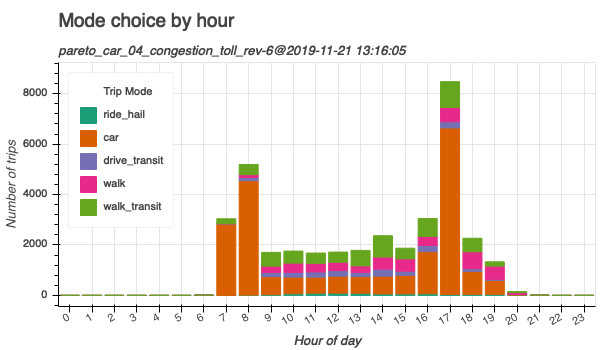 Mode choice by hour
pareto_car_04_congestion_toll_rev-6@2019-11-21 13:16:05
Trip Mode
ride_hail
car
drive_transit
walk
walk_transit
Number of trips
8000
6000
4000
2000
0
0 1 2 3 4 5 6 7 8 9 10 11 12 13 14 15 16 17 18 19 20 21 22 23
Hour of day